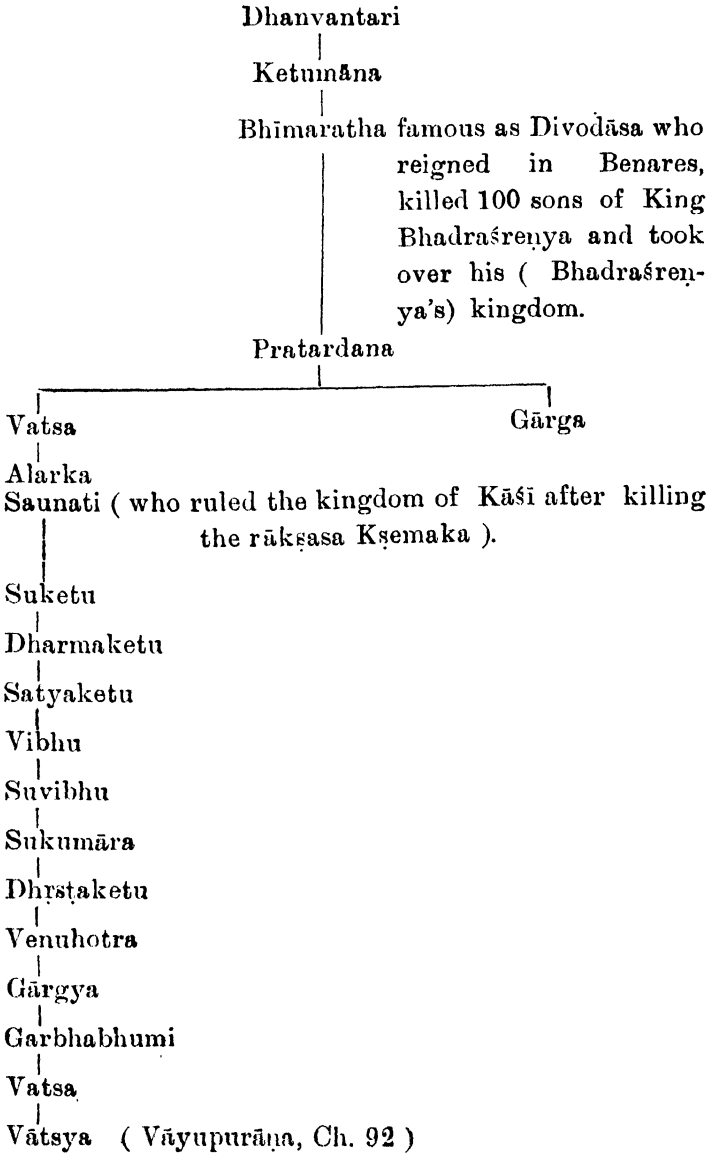 Dhanvantari
Ketumāna
Bhīmaratha famous as Divodāsa who
reigned in Benares,
killed 100 sons of King
Bhadraśreṇya and took
over his ( Bhadraśreṇ-
ya's) kingdom.
Pratardana
Vatsa Gārga
Alarka
Saunati ( who ruled the kingdom of Kāśī after killing
the rākṣasa Kṣemaka ).
Suketu
Dharmaketu
Satyaketu
Vibhu
Suvibhu
Sukumāra
Dhṛsṭaketu
Venuhotra
Gārgya
Garbhabhumi
Vatsa
Vātsya ( Vāyupurāṇa, Ch. 92 )